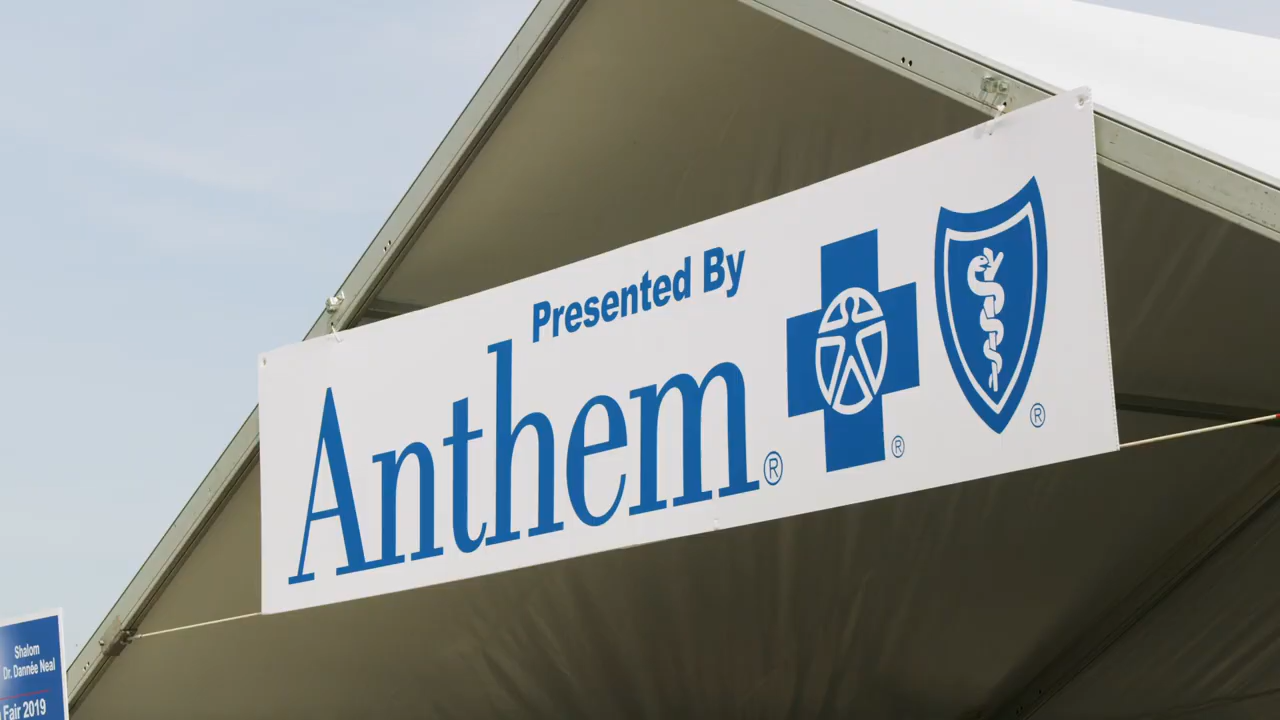 Presented By
Anthem®
®
®
Shalom
Dr. Dannée Neal
Fair 2019